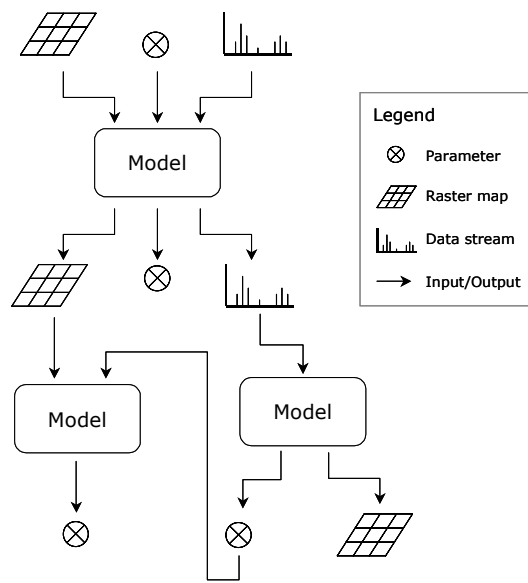 Model
Legend
Parameter
Raster map
Data stream
Input/Output
Model
Model